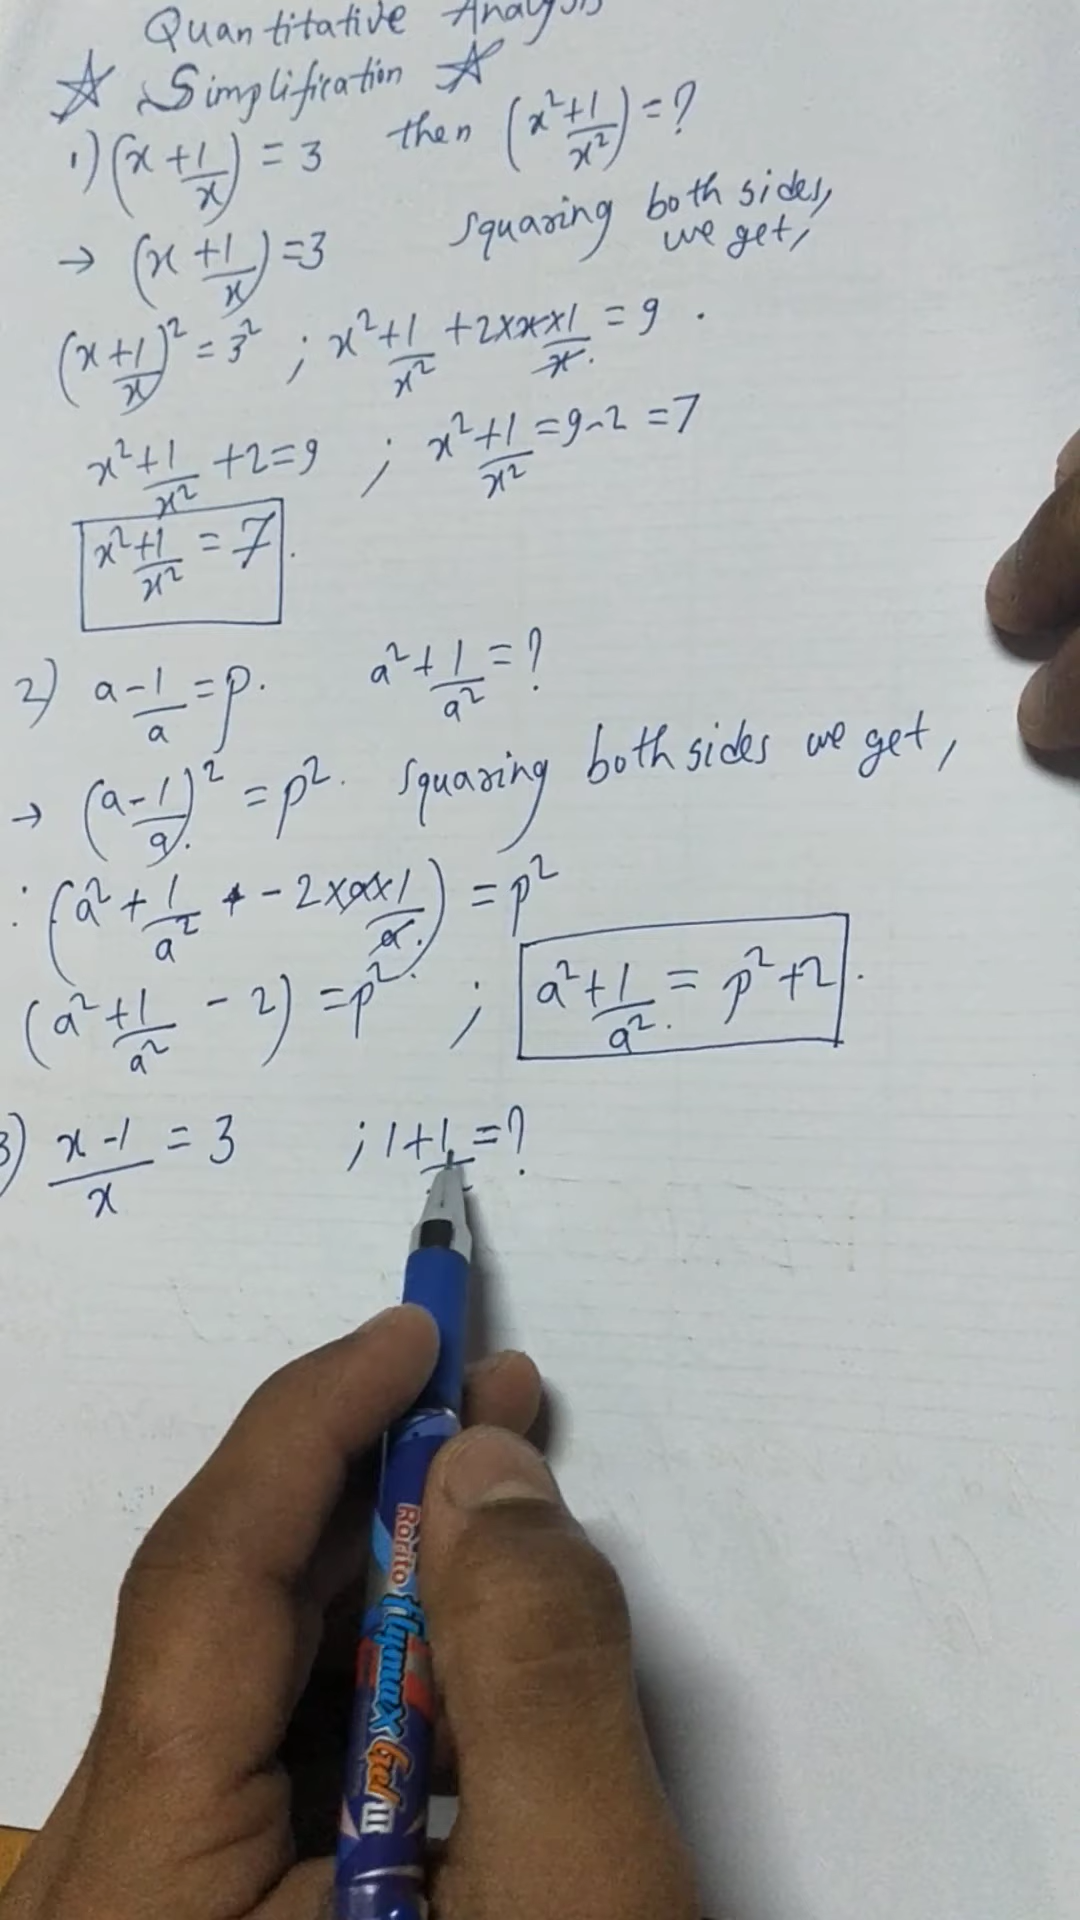 Quantitative Analysis
☆ Simplification ☆
1) (x + 1/x) = 3 then (x² + 1/x²) = ?
→ (x + 1/x) = 3 Squaring both sides,
we get,
(x + 1/x)² = 3² ; x² + 1/x² + 2 × x × 1/x = 9 .
x² + 1/x² + 2 = 9 ; x² + 1/x² = 9 - 2 = 7
x² + 1/x² = 7 .
2) a - 1/a = p . a² + 1/a² = ?
→ (a - 1/a)² = p² . Squaring both sides we get,
: (a² + 1/a² - 2 × a × 1/a) = p²
(a² + 1/a² - 2) = p² . ; a² + 1/a² = p² + 2 .
3) x - 1/x = 3 ; 1 + 1/ = ?
Rorito flymax Gel